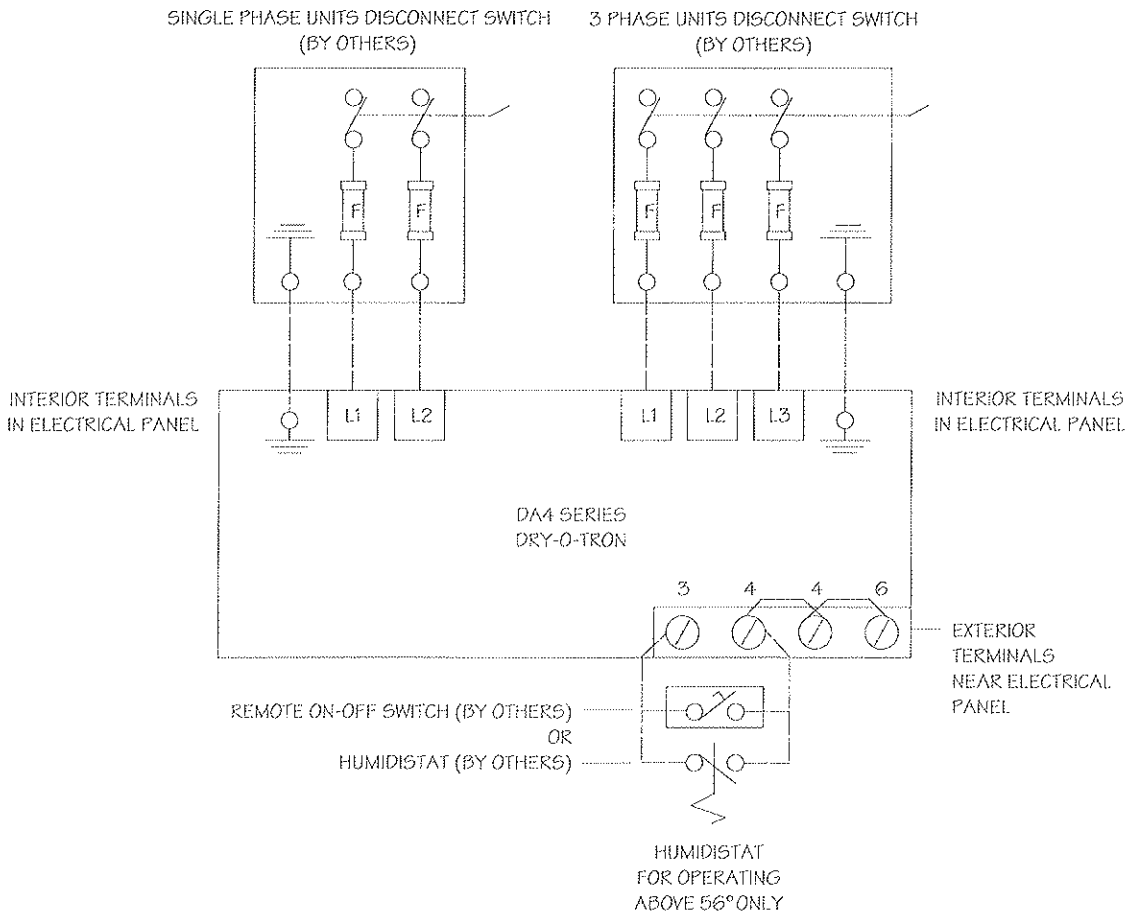 SINGLE PHASE UNITS DISCONNECT SWITCH
(BY OTHERS)
3 PHASE UNITS DISCONNECT SWITCH
(BY OTHERS)
F
F
F
F
F
INTERIOR TERMINALS
IN ELECTRICAL PANEL
L1
L2
L1
L2
L3
INTERIOR TERMINALS
IN ELECTRICAL PANEL
DA4 SERIES
DRY-O-TRON
3
4
4
6
EXTERIOR
TERMINALS
NEAR ELECTRICAL
PANEL
REMOTE ON-OFF SWITCH (BY OTHERS)
OR
HUMIDISTAT (BY OTHERS)
HUMIDISTAT
FOR OPERATING
ABOVE 56° ONLY